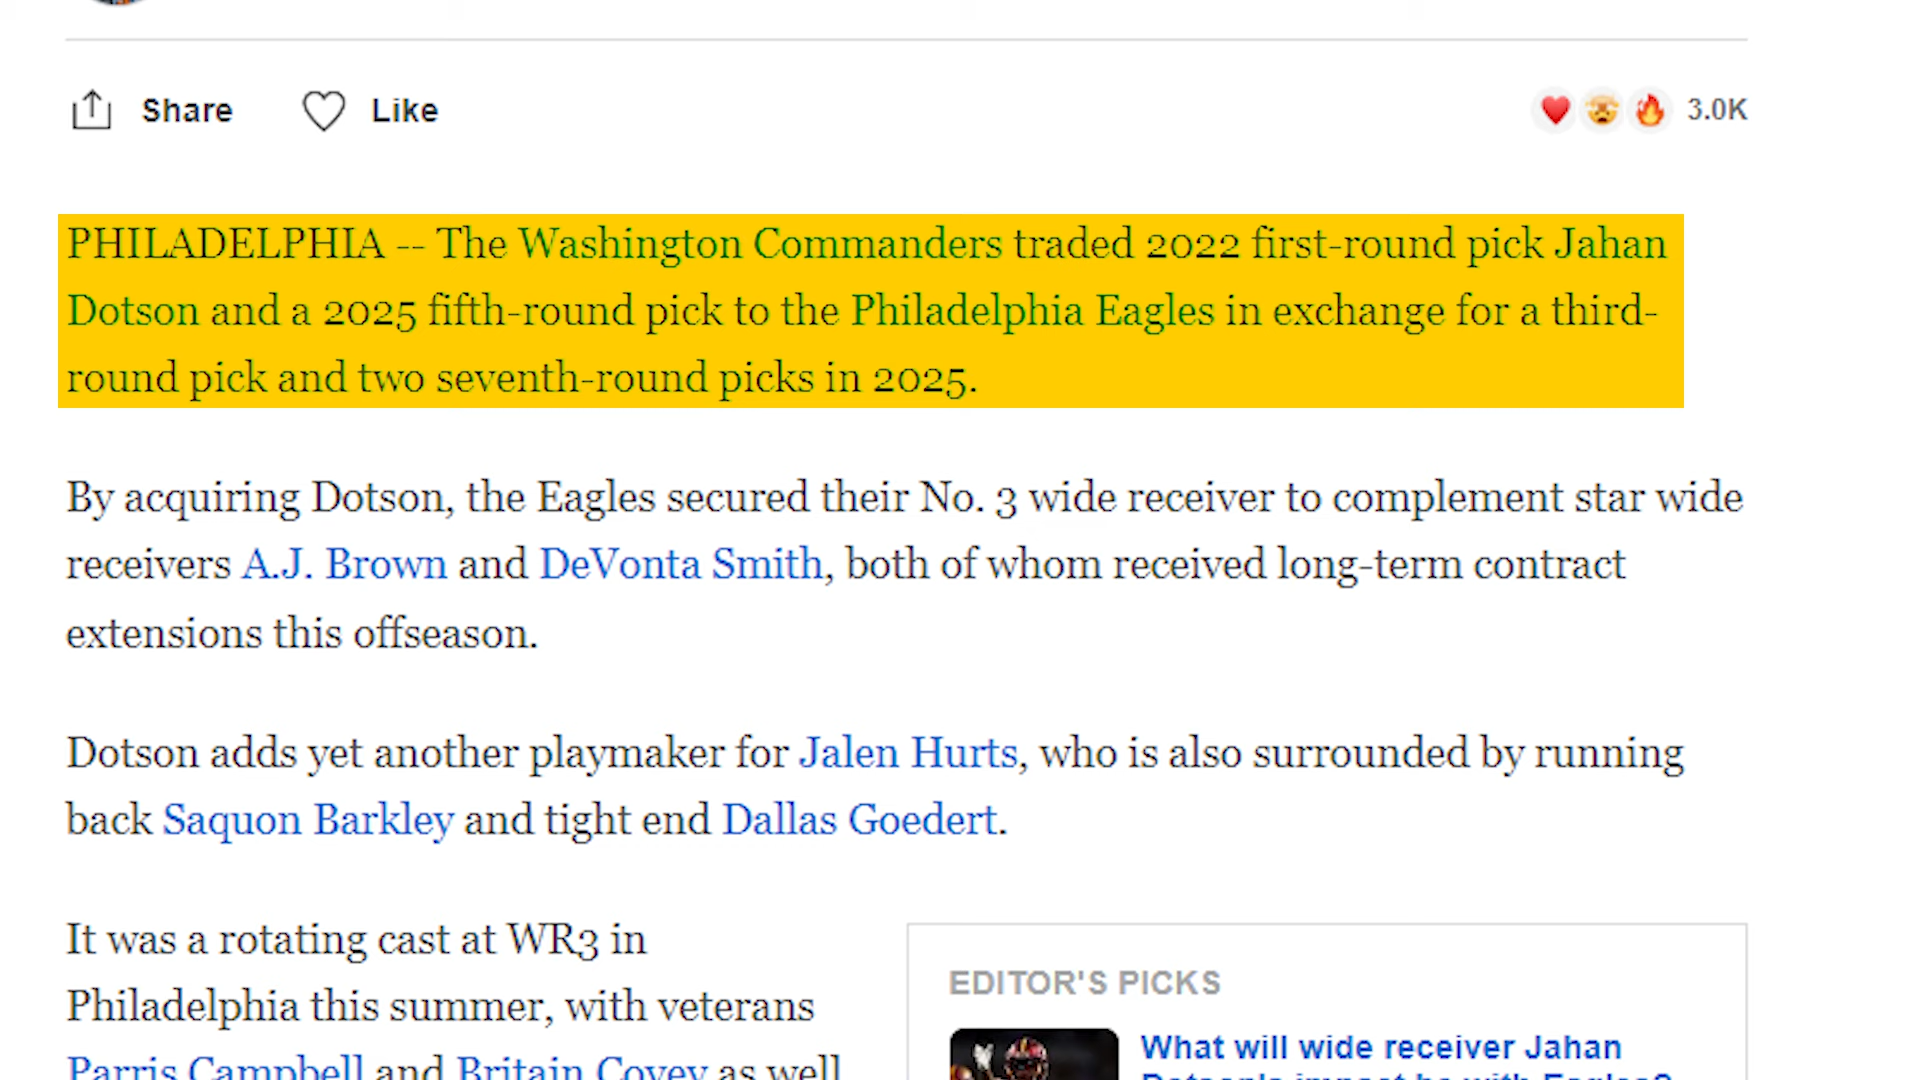 Share Like 3.0K
PHILADELPHIA -- The Washington Commanders traded 2022 first-round pick Jahan
Dotson and a 2025 fifth-round pick to the Philadelphia Eagles in exchange for a third-
round pick and two seventh-round picks in 2025.
By acquiring Dotson, the Eagles secured their No. 3 wide receiver to complement star wide
receivers A.J. Brown and DeVonta Smith, both of whom received long-term contract
extensions this offseason.
Dotson adds yet another playmaker for Jalen Hurts, who is also surrounded by running
back Saquon Barkley and tight end Dallas Goedert.
It was a rotating cast at WR3 in
Philadelphia this summer, with veterans
Parris Campbell and Britain Covey as well
EDITOR'S PICKS
What will wide receiver Jahan
Dotson's impact be with Eagles?